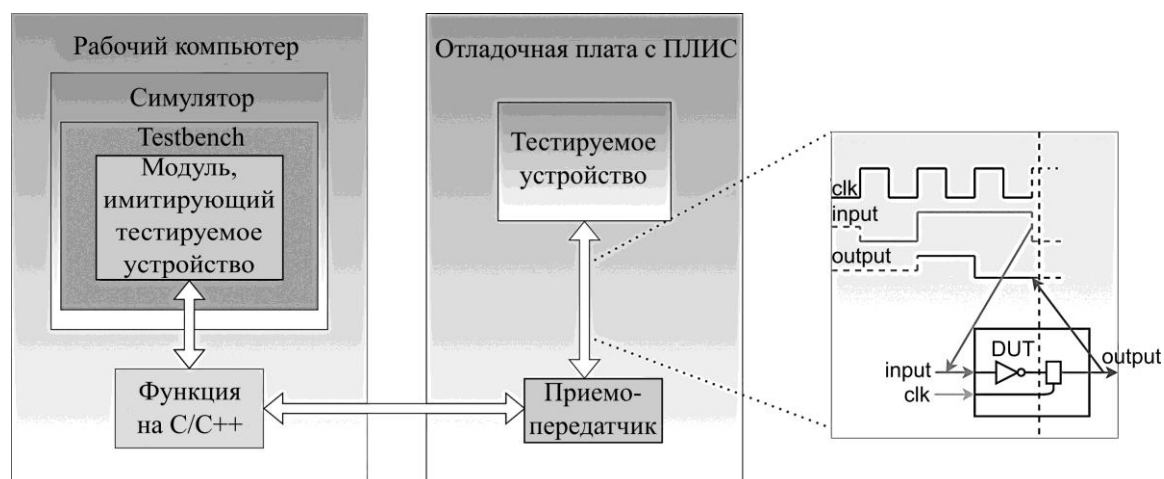 Рабочий компьютер
Симулятор
Testbench
Модуль,
имитирующий
тестируемое
устройство
Функция
на C/C++
Отладочная плата с ПЛИС
Тестируемое
устройство
Приемо-
передатчик
clk
input
output
DUT
input
output
clk